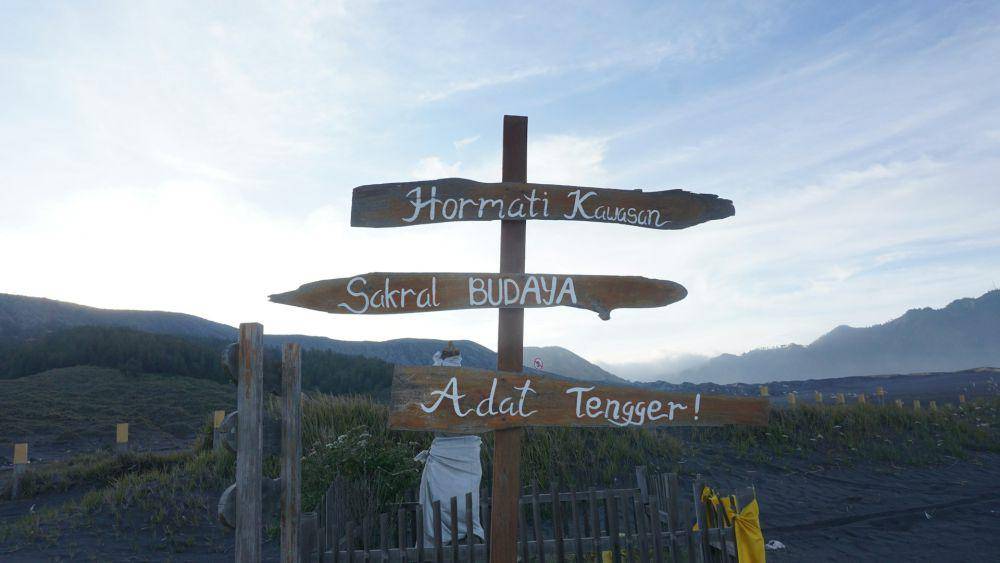 Hormati Kawasan
Sakral BUDAYA
Adat Tengger!